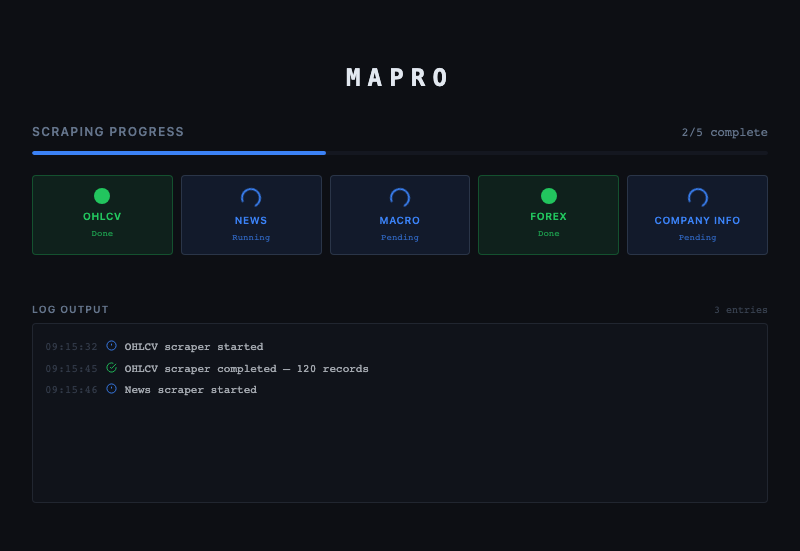 MAPRO
SCRAPING PROGRESS
2/5 complete
OHLCV
Done
NEWS
Running
MACRO
Pending
FOREX
Done
COMPANY INFO
Pending
LOG OUTPUT
3 entries
09:15:32 OHLCV scraper started
09:15:45 OHLCV scraper completed — 120 records
09:15:46 News scraper started